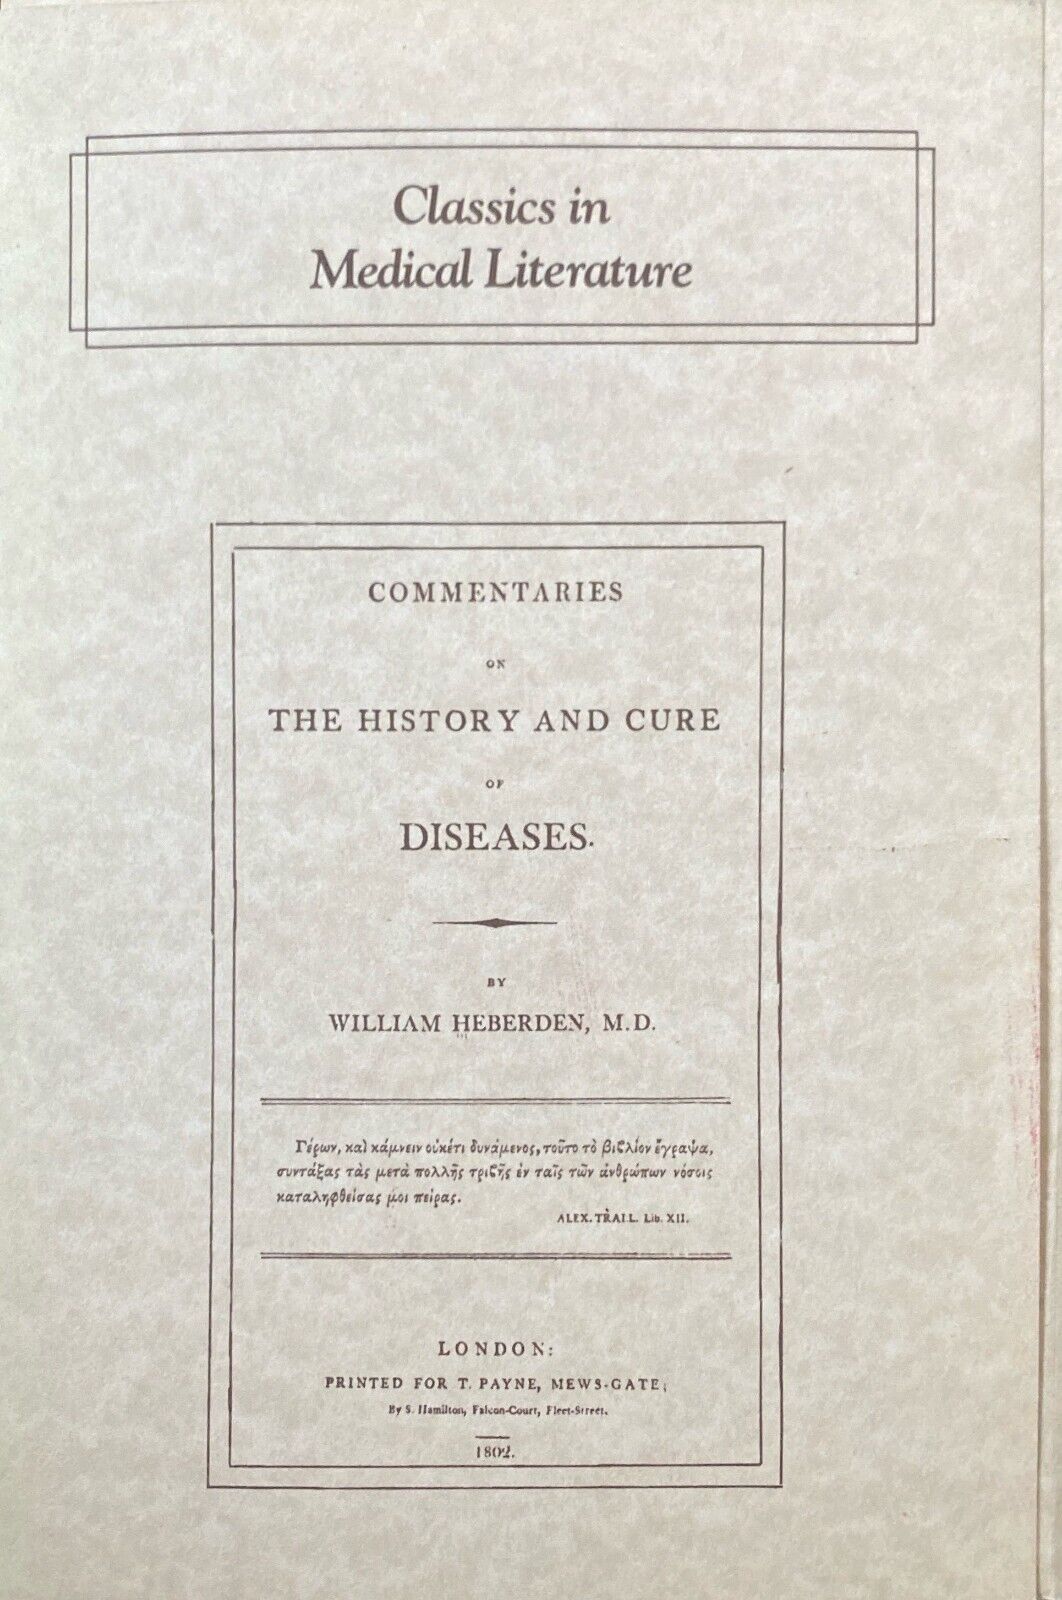 Classics in
Medical Literature
COMMENTARIES
ON
THE HISTORY AND CURE
OF
DISEASES.
BY
WILLIAM HEBERDEN, M.D.
Γέρων, καὶ κάμνειν οὐκέτι δυνάμενος, τοῦτο τὸ βιϐλίον ἔγραψα,
συντάξας τὰς μετὰ πολλῆς τριϐῆς ἐν ταῖς τῶν ἀνθρώπων νόσοις
καταληφθείσας μοι πείρας.
ALEX. TRALL. Lib. XII.
LONDON:
PRINTED FOR T. PAYNE, MEWS-GATE;
By S. Hamilton, Falcon-Court, Fleet-Street.
1802.